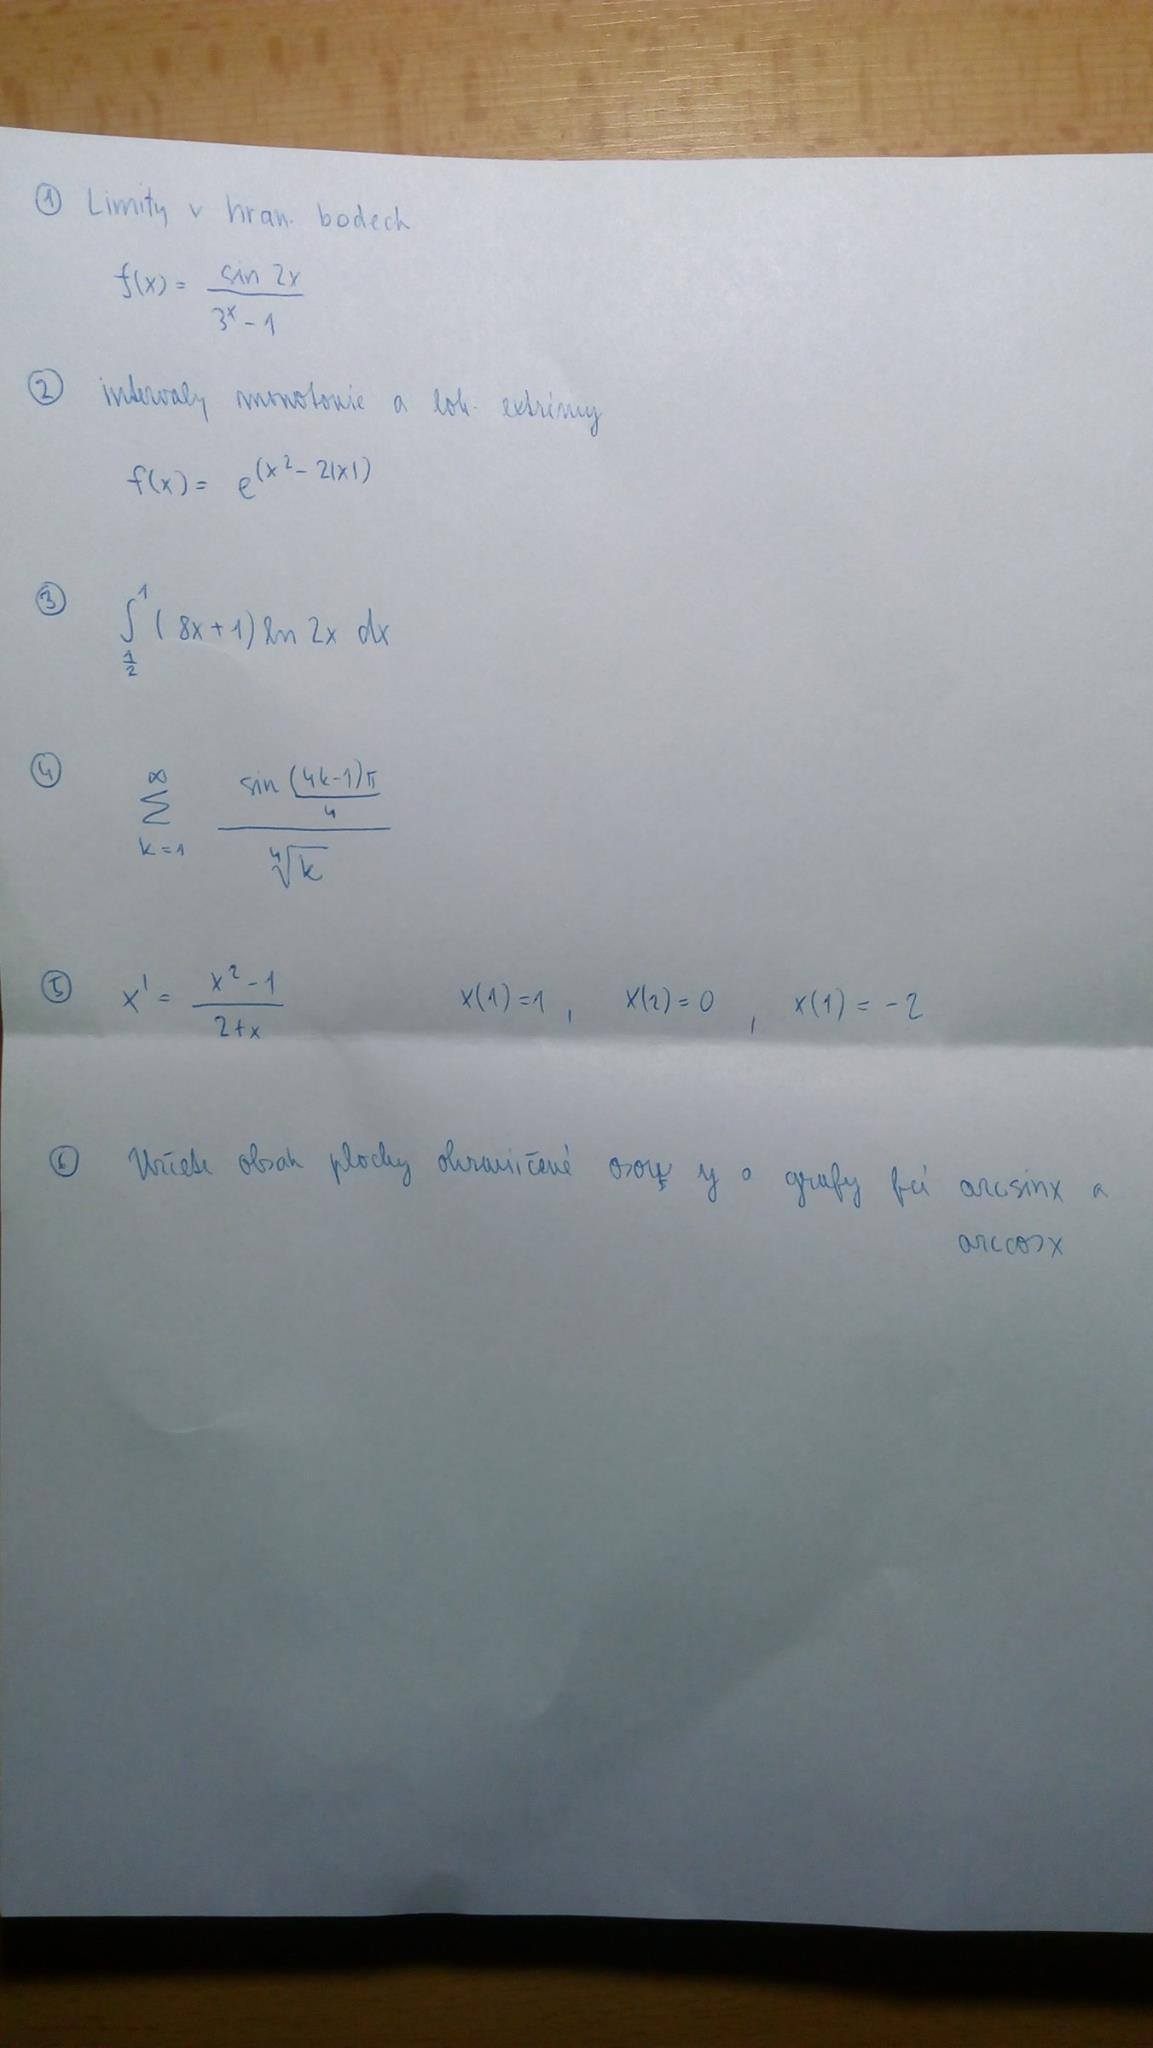 ① Limity v hran. bodech
f(x) = \frac{sin 2x}{3^x - 1}
② intervaly monotonie a lok. extrémy
f(x) = e^{(x^2 - 2|x|)}
③ \int_{\frac{1}{2}}^{1} (8x+1) ln 2x dx
④ \sum_{k=1}^{\infty} \frac{sin \frac{(4k-1)π}{4}}{\sqrt[4]{k}}
⑤ x' = \frac{x^2 - 1}{2+x} x(1)=1, x(2)=0, x(1)=-2
⑥ Určete obsah plochy ohraničené osou y a grafy fcí arcsinx a
arccosx